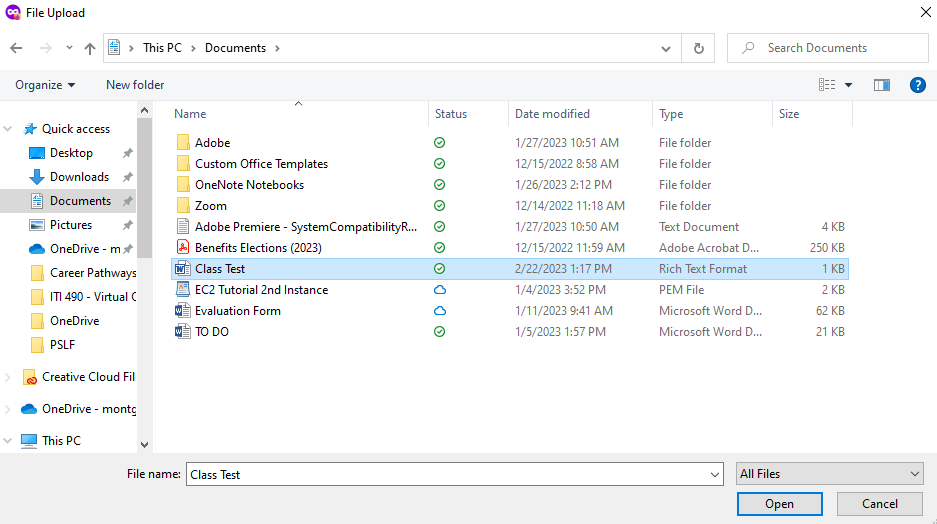 File Upload
This PC > Documents >
Search Documents
Organize
New folder
?
Name Status Date modified Type Size
Quick access
Desktop
Downloads
Documents
Pictures
OneDrive - m
Career Pathways
ITI 490 - Virtual C
OneDrive
PSLF
Creative Cloud Fil
OneDrive - montg
This PC
Adobe 1/27/2023 10:51 AM File folder
Custom Office Templates 12/15/2022 8:58 AM File folder
OneNote Notebooks 1/26/2023 2:12 PM File folder
Zoom 12/14/2022 11:18 AM File folder
Adobe Premiere - SystemCompatibilityR... 1/27/2023 10:50 AM Text Document 4 KB
Benefits Elections (2023) 12/15/2022 11:59 AM Adobe Acrobat D... 250 KB
Class Test 2/22/2023 1:17 PM Rich Text Format 1 KB
EC2 Tutorial 2nd Instance 1/4/2023 3:52 PM PEM File 2 KB
Evaluation Form 1/11/2023 9:41 AM Microsoft Word D... 62 KB
TO DO 1/5/2023 1:57 PM Microsoft Word D... 21 KB
File name: Class Test
All Files
Open
Cancel